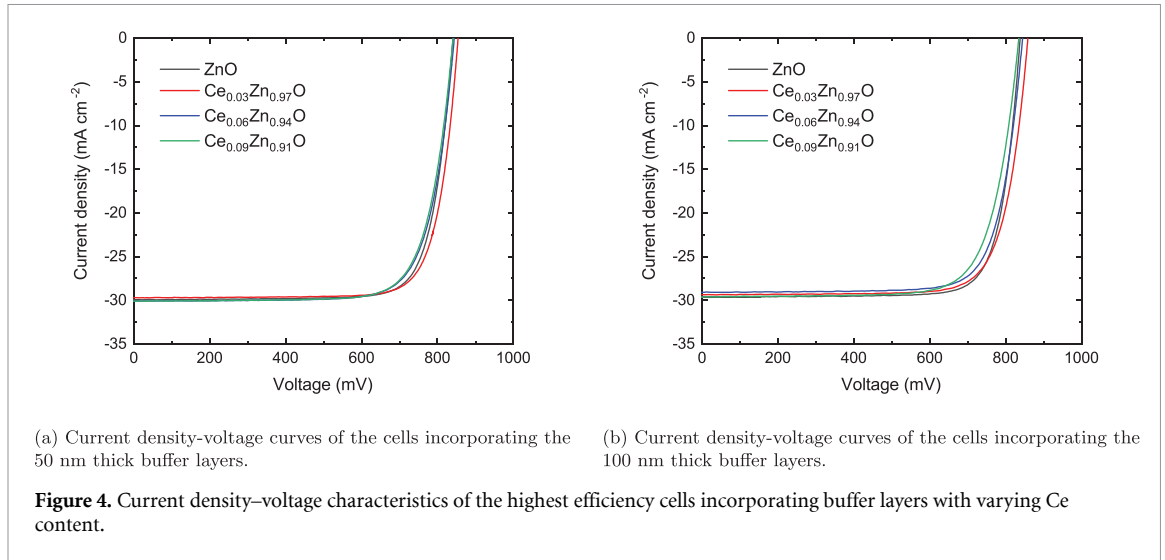 0
-5
-10
-15
-20
-25
-30
-35
Current density (mA cm⁻²)
ZnO
Ce₀.₀₃Zn₀.₉₇O
Ce₀.₀₆Zn₀.₉₄O
Ce₀.₀₉Zn₀.₉₁O
0 200 400 600 800 1000
Voltage (mV)
0
-5
-10
-15
-20
-25
-30
-35
Current density (mA cm⁻²)
ZnO
Ce₀.₀₃Zn₀.₉₇O
Ce₀.₀₆Zn₀.₉₄O
Ce₀.₀₉Zn₀.₉₁O
0 200 400 600 800 1000
Voltage (mV)
(a) Current density-voltage curves of the cells incorporating the
50 nm thick buffer layers.
(b) Current density-voltage curves of the cells incorporating the
100 nm thick buffer layers.
Figure 4. Current density–voltage characteristics of the highest efficiency cells incorporating buffer layers with varying Ce
content.